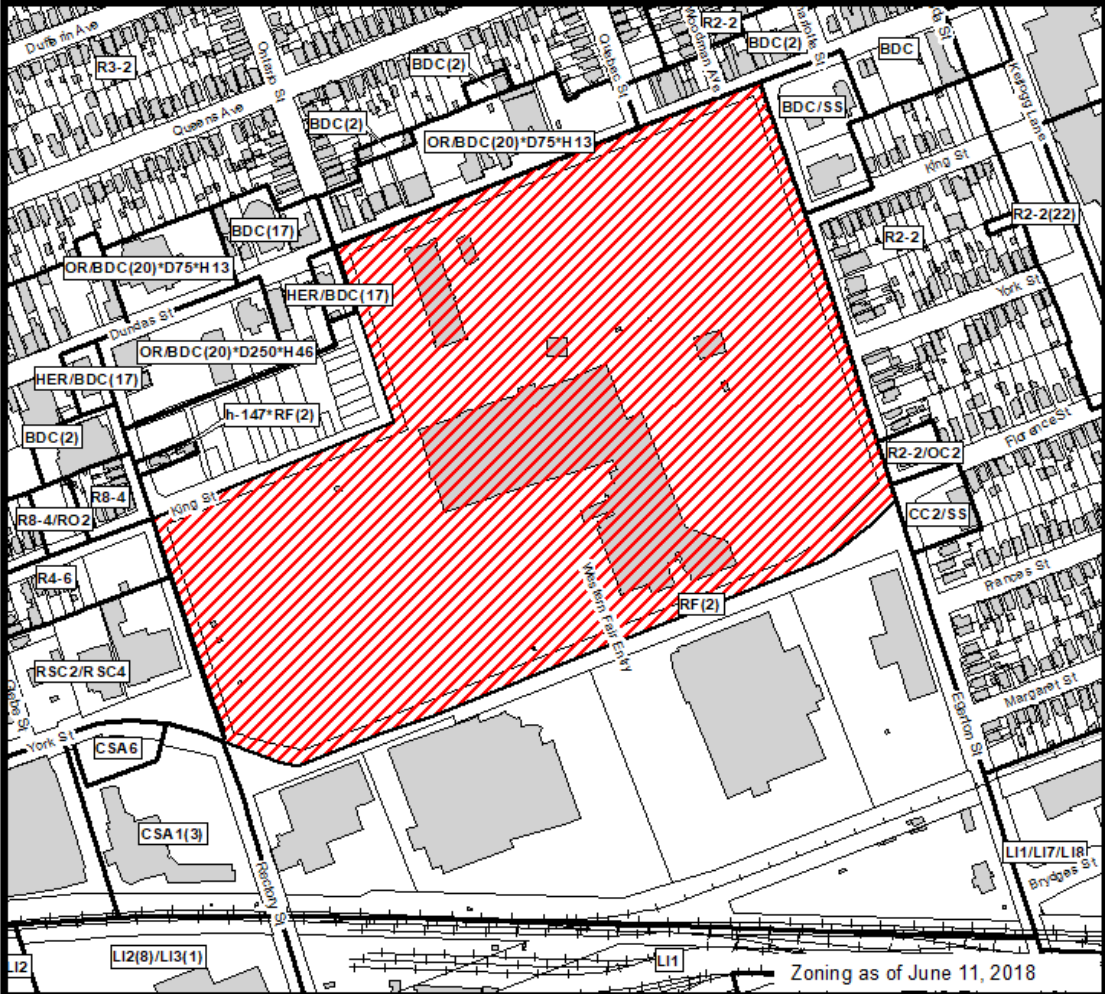 Dufferin Ave
R3-2
Queens Ave
Ontario St
BDC(2)
BDC(2)
Quebec St
Woodman Ave
R2-2
BDC(2)
BDC
BDC/SS
Kellogg Lane
King St
OR/BDC(20)*D75*H13
R2-2(22)
R2-2
BDC(17)
OR/BDC(20)*D75*H13
HER/BDC(17)
York St
Dundas St
OR/BDC(20)*D250*H46
HER/BDC(17)
h-147*RF(2)
BDC(2)
Florence St
R2-2/OC2
R8-4
King St
R8-4/RO2
CC2/SS
R4-6
Frances St
Western Fair Entry
RF(2)
RSC2/RSC4
Margaret St
Egerton St
York St
CSA6
CSA1(3)
LI1/LI7/LI8
Brydges St
Rectory St
LI2(8)/LI3(1)
LI2
LI1
Zoning as of June 11, 2018